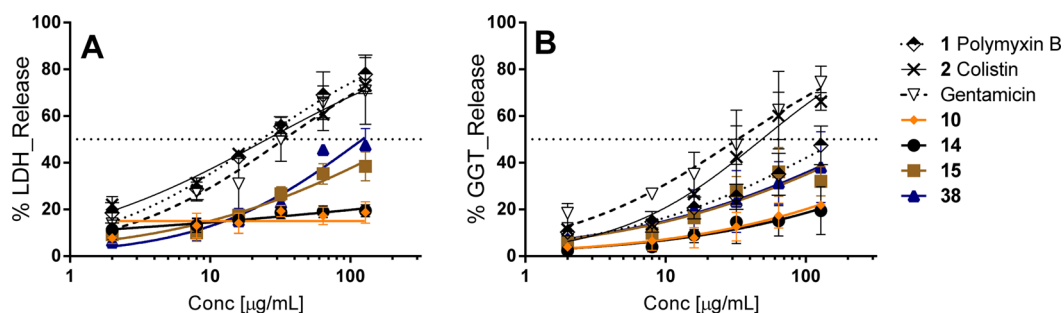 A
% LDH_Release
100
80
60
40
20
0
1
10
100
Conc [µg/mL]
B
% GGT_Release
100
80
60
40
20
0
1
10
100
Conc [µg/mL]
1 Polymyxin B
2 Colistin
Gentamicin
10
14
15
38